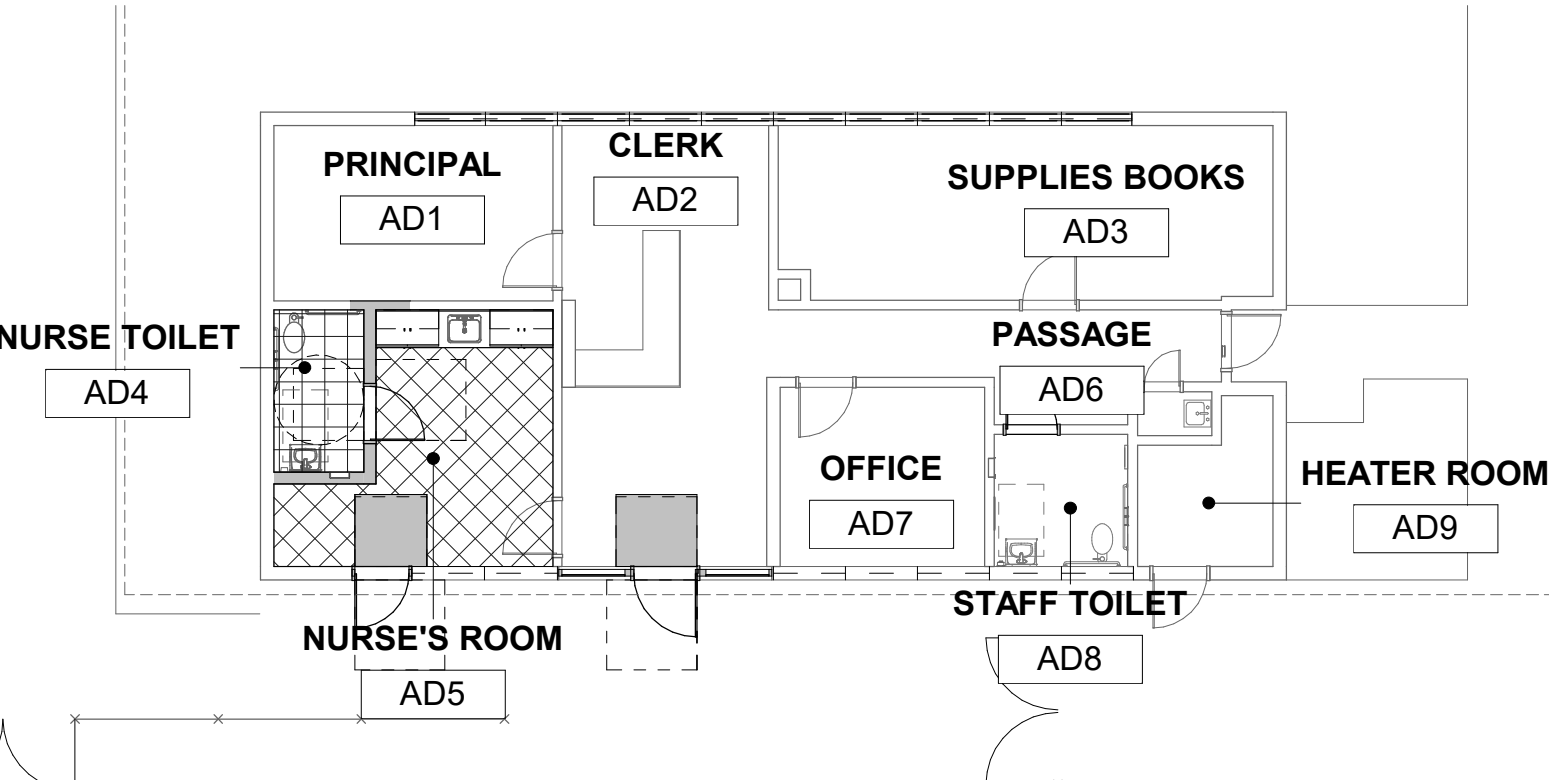 PRINCIPAL
AD1
CLERK
AD2
SUPPLIES BOOKS
AD3
NURSE TOILET
AD4
PASSAGE
AD6
OFFICE
AD7
HEATER ROOM
AD9
NURSE'S ROOM
AD5
STAFF TOILET
AD8